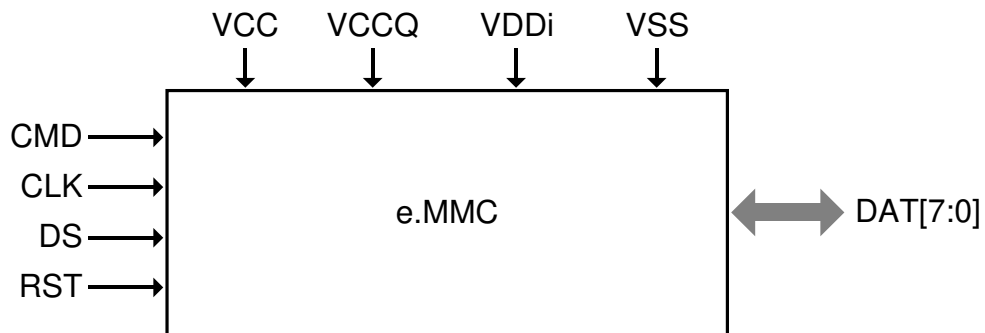 VCC VCCQ VDDi VSS
CMD
CLK
e.MMC
DAT[7:0]
DS
RST